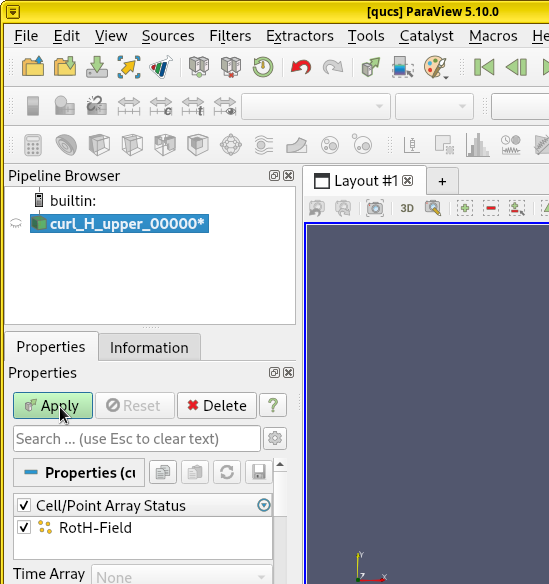 [qucs] ParaView 5.10.0
File Edit View Sources Filters Extractors Tools Catalyst Macros He
Pipeline Browser
builtin:
curl_H_upper_00000*
Layout #1
+
3D
Properties Information
Properties
Apply Reset Delete ?
Search ... (use Esc to clear text)
Properties (cu
Cell/Point Array Status
RotH-Field
Time Array None
Y
Z X